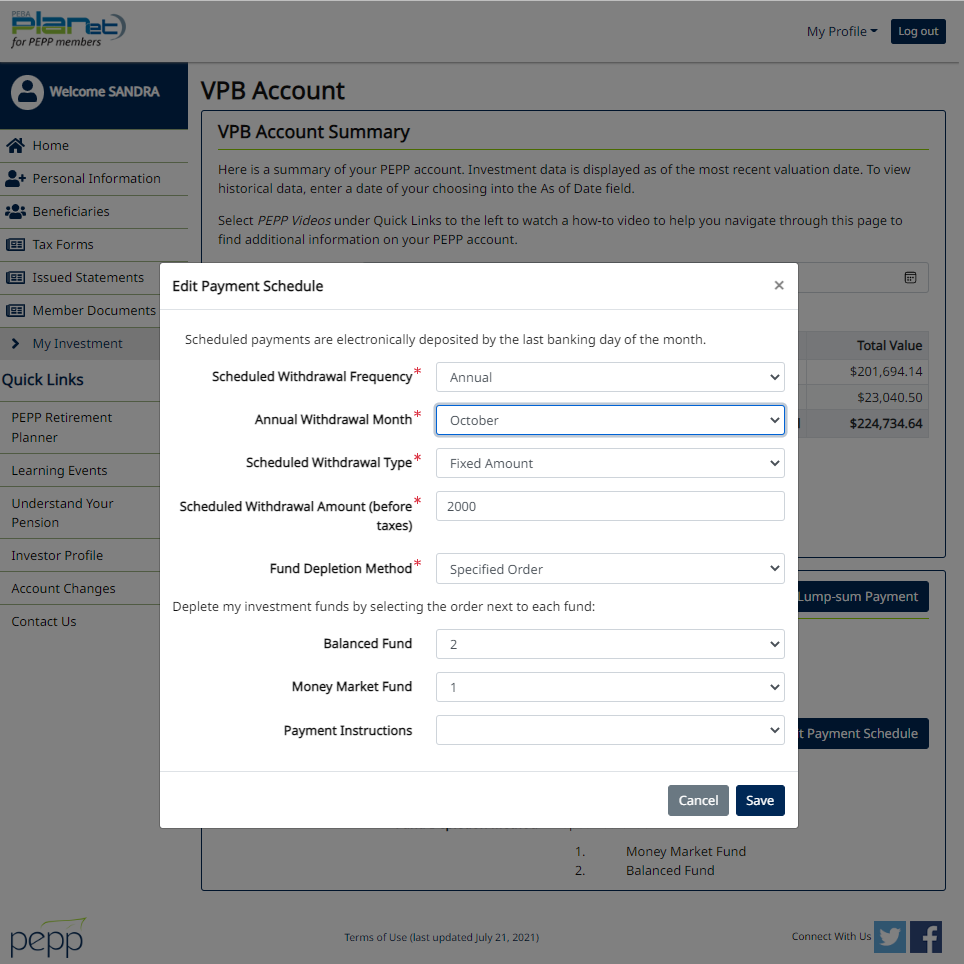 PEBA
planet
for PEPP members
My Profile
Log out
Welcome SANDRA
Home
Personal Information
Beneficiaries
Tax Forms
Issued Statements
Member Documents
My Investment
Quick Links
PEPP Retirement
Planner
Learning Events
Understand Your
Pension
Investor Profile
Account Changes
Contact Us
VPB Account
VPB Account Summary
Here is a summary of your PEPP account. Investment data is displayed as of the most recent valuation date. To view
historical data, enter a date of your choosing into the As of Date field.
Select PEPP Videos under Quick Links to the left to watch a how-to video to help you navigate through this page to
find additional information on your PEPP account.
Total Value
$201,694.14
$23,040.50
$224,734.64
Edit Payment Schedule ×
Scheduled payments are electronically deposited by the last banking day of the month.
Scheduled Withdrawal Frequency* Annual
Annual Withdrawal Month* October
Scheduled Withdrawal Type* Fixed Amount
Scheduled Withdrawal Amount (before* 2000
taxes)
Fund Depletion Method* Specified Order
Deplete my investment funds by selecting the order next to each fund:
Balanced Fund 2
Money Market Fund 1
Payment Instructions
Cancel Save
Lump-sum Payment
Payment Schedule
1. Money Market Fund
2. Balanced Fund
pepp
Terms of Use (last updated July 21, 2021)
Connect With Us